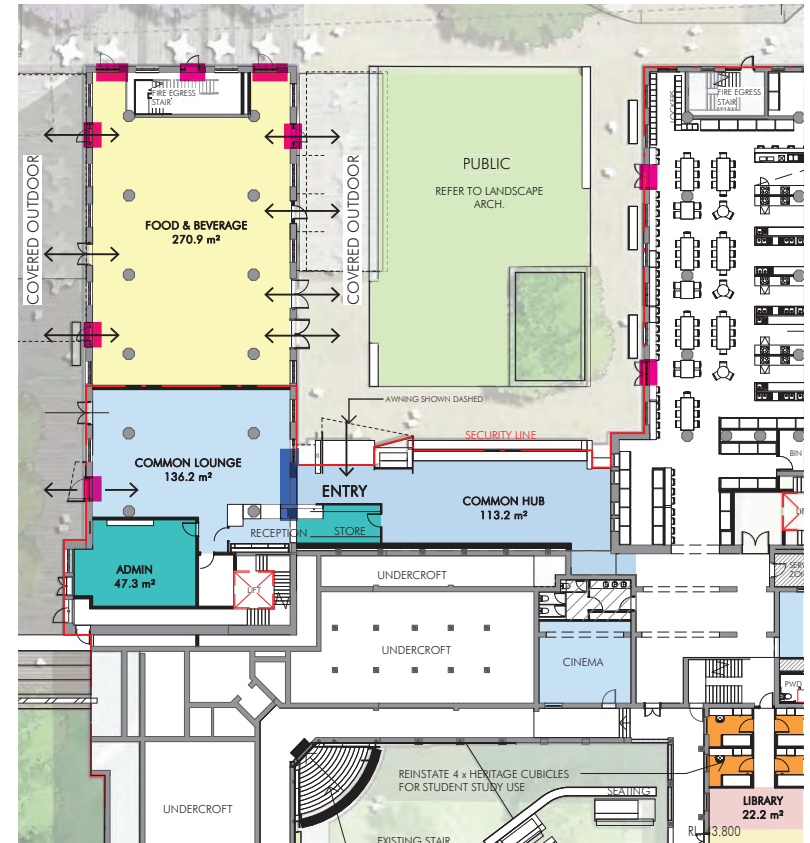 FIRE EGRESS
STAIR
FIRE EGRESS
STAIR
LOCKERS
COVERED OUTDOOR
COVERED OUTDOOR
PUBLIC
REFER TO LANDSCAPE
ARCH.
FOOD & BEVERAGE
270.9 m²
AWNING SHOWN DASHED
SECURITY LINE
BIN
COMMON LOUNGE
136.2 m²
ENTRY
COMMON HUB
113.2 m²
RECEPTION
STORE
ADMIN
47.3 m²
LIFT
UNDERCROFT
UNDERCROFT
CINEMA
PWD
REINSTATE 4 x HERITAGE CUBICLES
FOR STUDENT STUDY USE
SEATING
LIBRARY
22.2 m²
UNDERCROFT
EXISTING STAIR